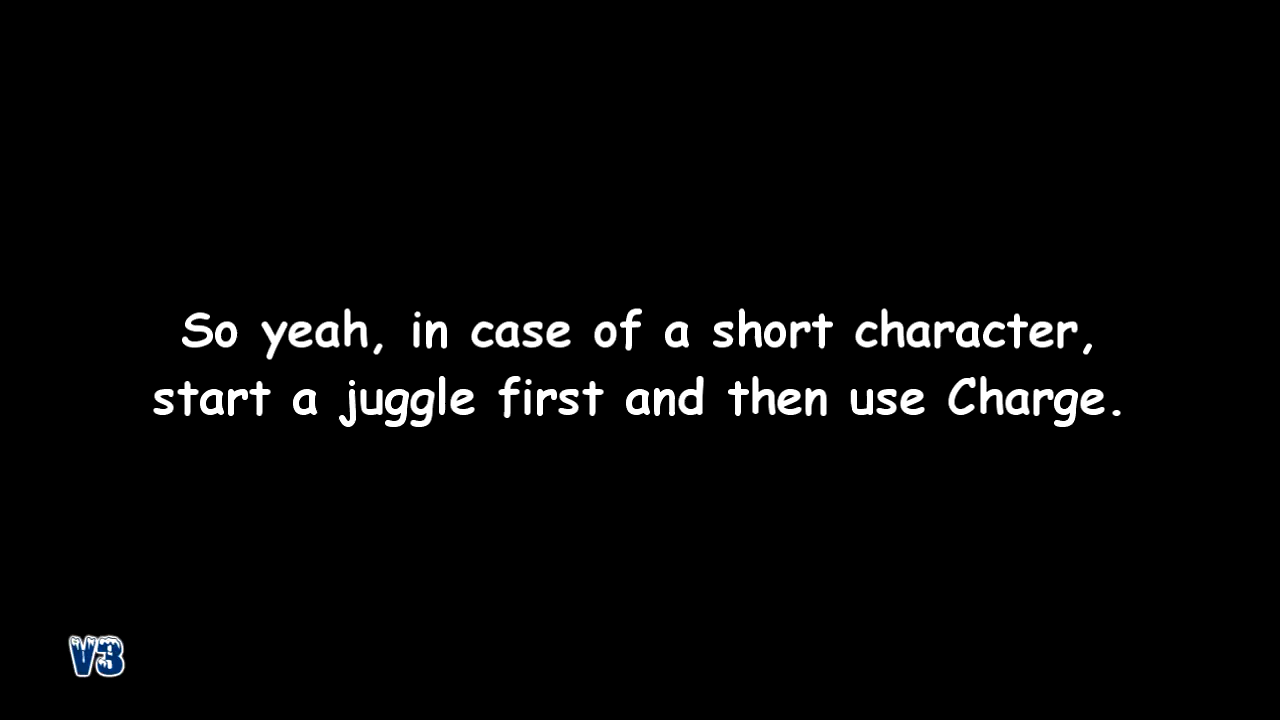 So yeah, in case of a short character,
start a juggle first and then use Charge.
V3